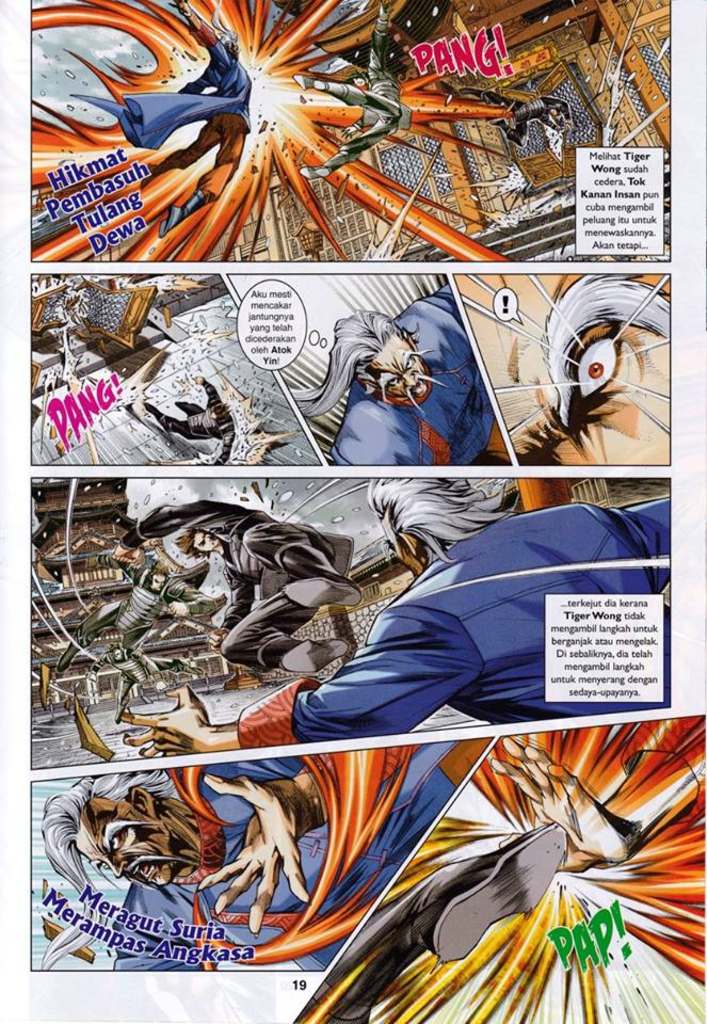 PANG!
Hikmat
Pembasuh
Tulang
Dewa
Melihat Tiger
Wong sudah
cedera, Tok
Kanan Insan pun
cuba mengambil
peluang itu untuk
menewaskannya.
Akan tetapi...
PANG!
Aku mesti
mencakar
jantungnya
yang telah
dicederakan
oleh Atok
Yin!
!
...terkejut dia kerana
Tiger Wong tidak
mengambil langkah untuk
berganjak atau mengelak.
Di sebaliknya, dia telah
mengambil langkah
untuk menyerang dengan
sedaya-upayanya.
Meragut Suria
Merampas Angkasa
PAP!
19